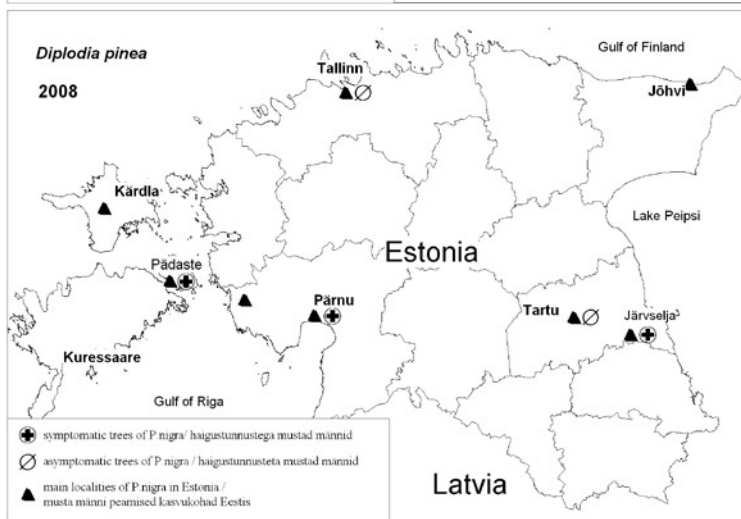 Diplodia pinea
2008
Gulf of Finland
Tallinn
Jõhvi
Kärdla
Lake Peipsi
Estonia
Pädaste
Pärnu
Tartu
Järvselja
Kuressaare
Gulf of Riga
symptomatic trees of P.nigra/ haigustunnustega mustad männid
asymptomatic trees of P.nigra / haigustunnusteta mustad männid
main localities of P.nigra in Estonia /
musta männi peamised kasvukohad Eestis
Latvia